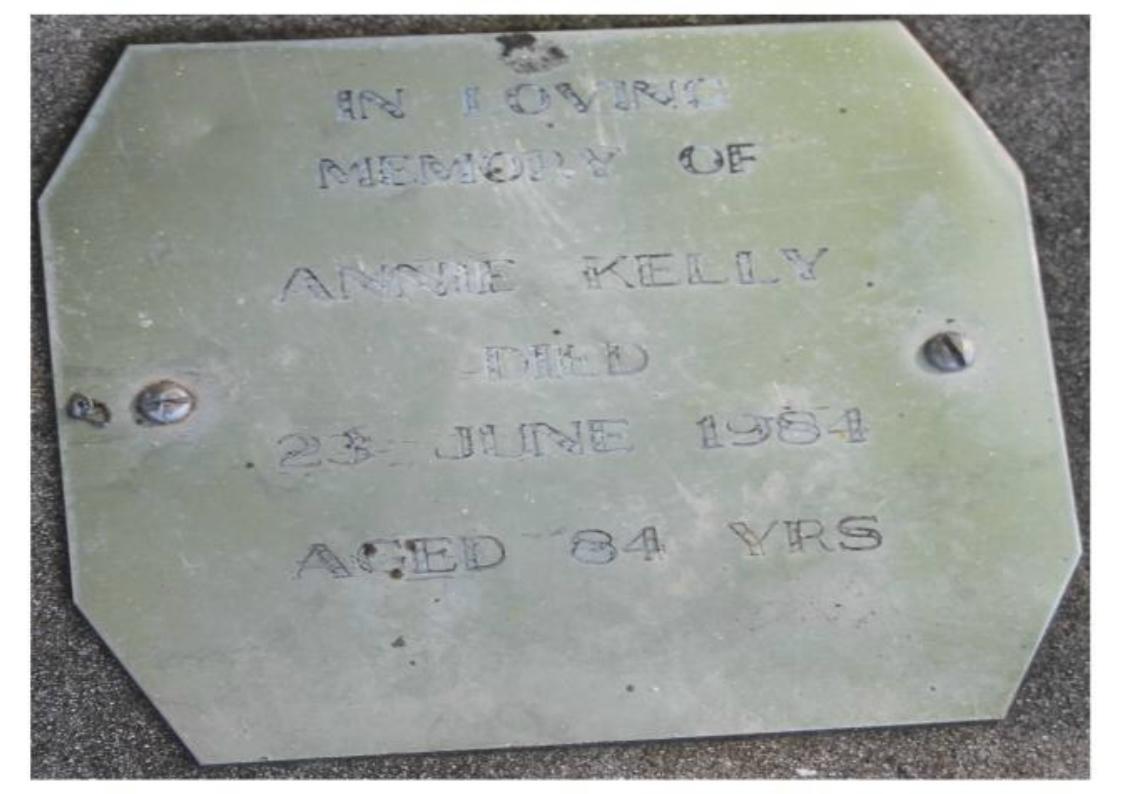 IN LOVING
MEMORY OF
ANNIE KELLY
DIED
23 JUNE 1984
AGED 84 YRS